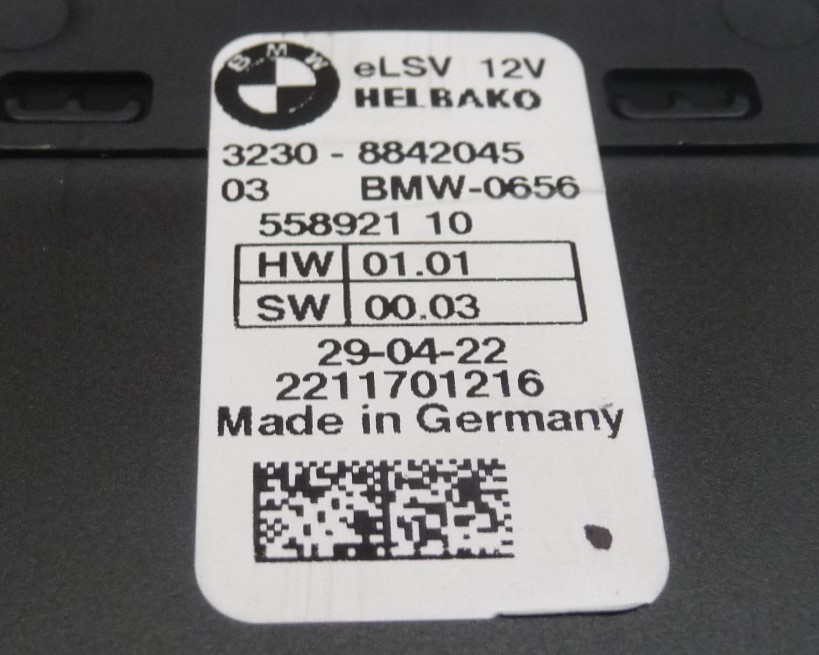 BMW
eLSV 12V
HELBAKO
3230 - 8842045
03 BMW-0656
558921 10
HW 01.01
SW 00.03
29-04-22
2211701216
Made in Germany